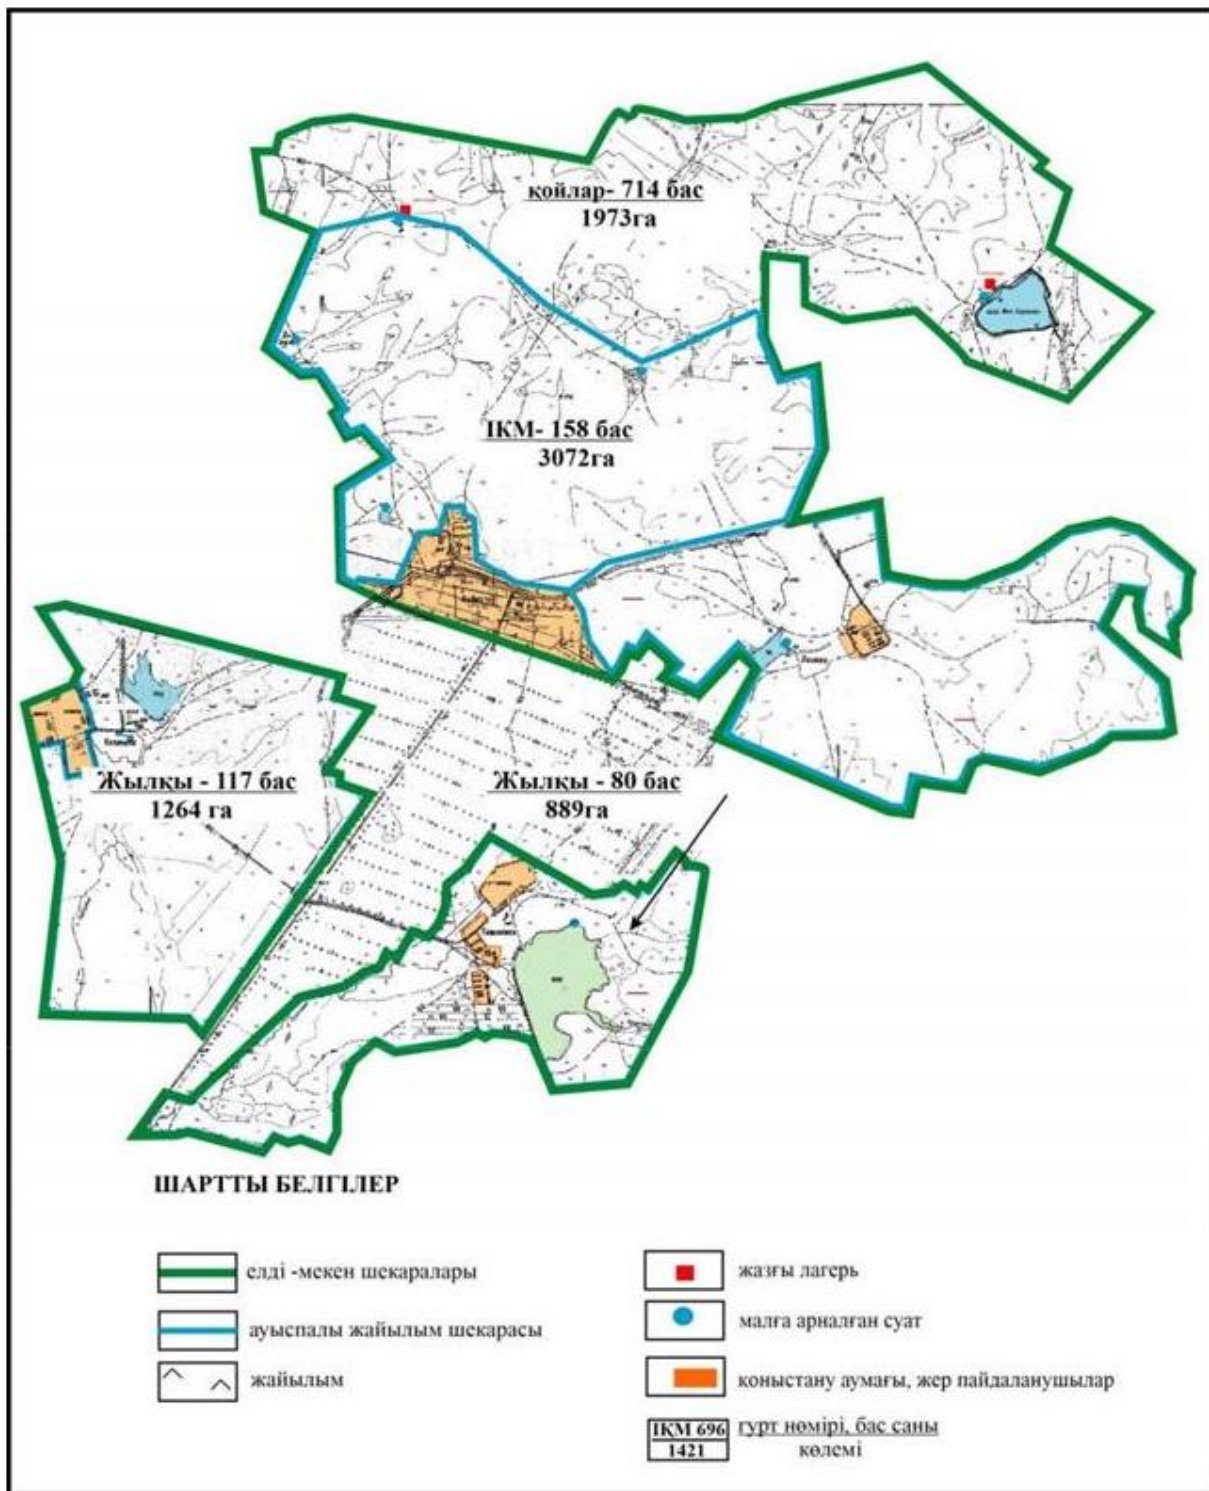 қойлар- 714 бас
1973га
ІКМ- 158 бас
3072га
Жылқы - 117 бас
1264 га
Жылқы - 80 бас
889га
ШАРТТЫ БЕЛГІЛЕР
елді -мекен шекаралары
ауыспалы жайылым шекарасы
жайылым
жазғы лагерь
малға арналған суат
қоныстану аумағы, жер пайдаланушылар
ІҚМ 696
1421
гурт нөмірі, бас саны
көлемі